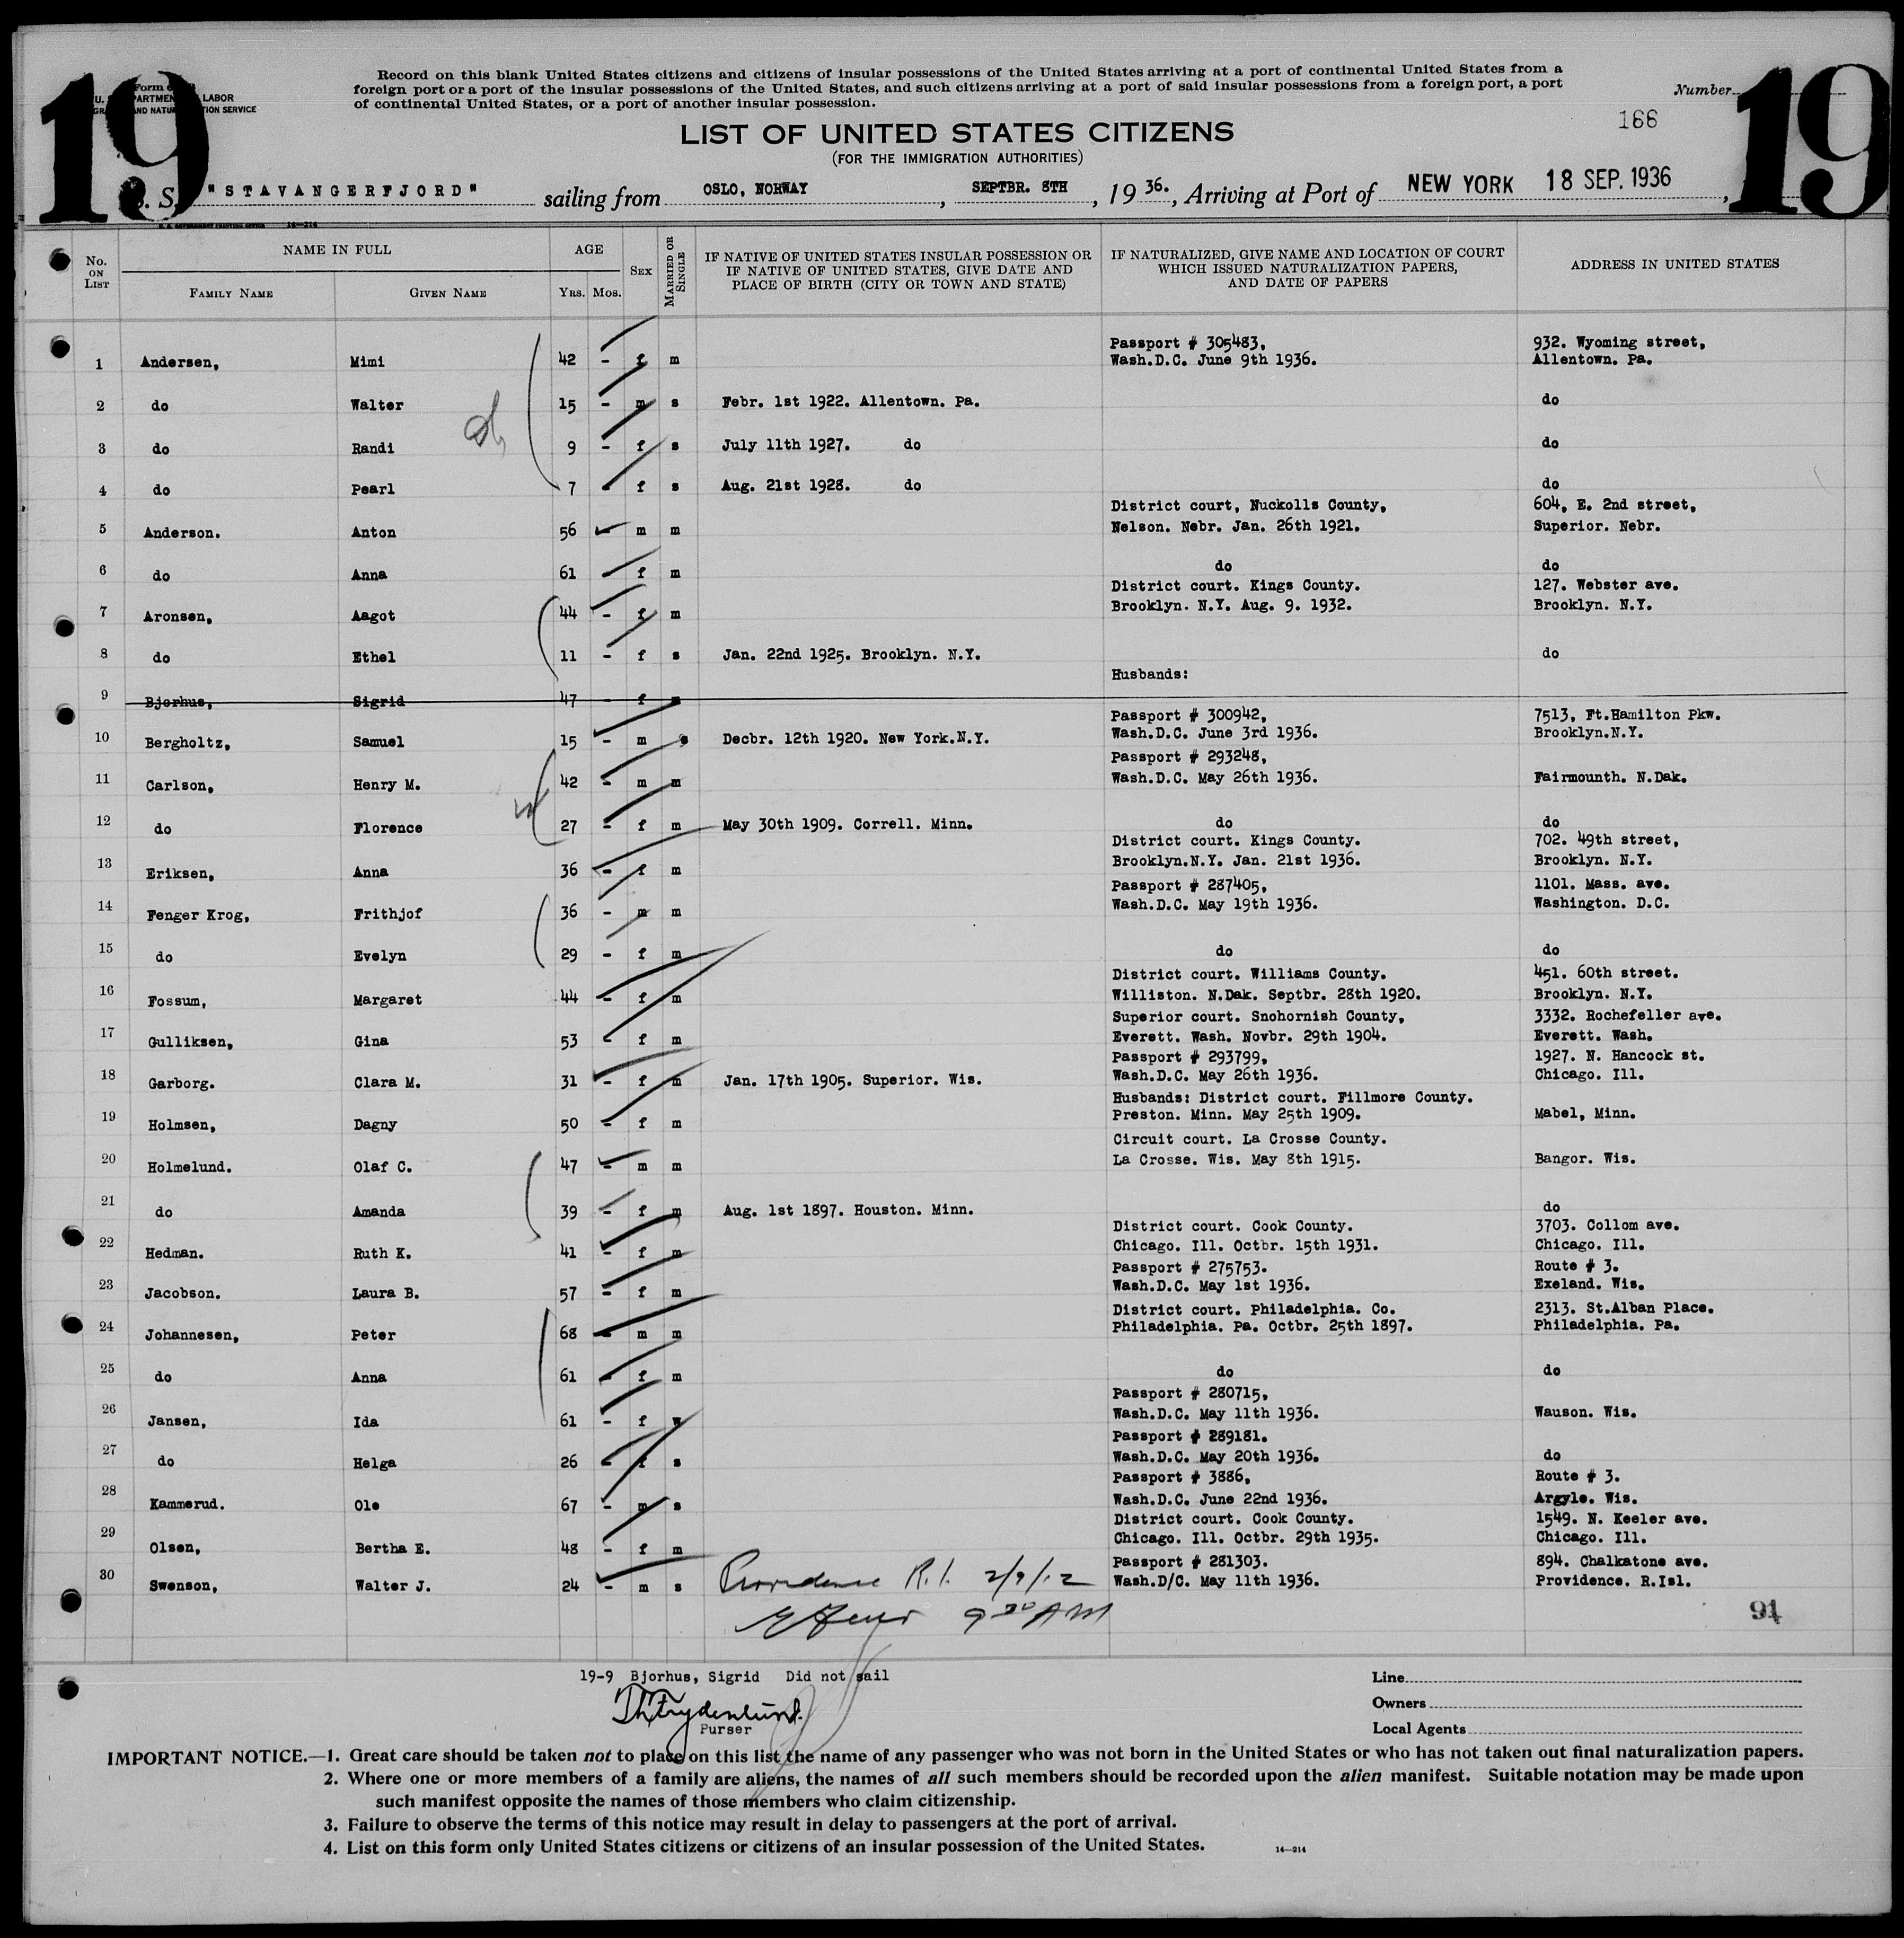 19
19
Record on this blank United States citizens and citizens of insular possessions of the United States arriving at a port of continental United States from a
foreign port or a port of the insular possessions of the United States, and such citizens arriving at a port of said insular possessions from a foreign port, a port
of continental United States, or a port of another insular possession.
Form
LABOR
TION SERVICE
Number
166
LIST OF UNITED STATES CITIZENS
(FOR THE IMMIGRATION AUTHORITIES)
S. S. "STAVANGERFJORD" sailing from OSLO, NORWAY, SEPTBR. 8TH, 1936., Arriving at Port of NEW YORK 18 SEP. 1936,
U. S. GOVERNMENT PRINTING OFFICE 14—214
No. ON LIST
NAME IN FULL
FAMILY NAME GIVEN NAME
AGE
YRS. MOS.
SEX
MARRIED OR SINGLE
IF NATIVE OF UNITED STATES INSULAR POSSESSION OR
IF NATIVE OF UNITED STATES, GIVE DATE AND
PLACE OF BIRTH (CITY OR TOWN AND STATE)
IF NATURALIZED, GIVE NAME AND LOCATION OF COURT
WHICH ISSUED NATURALIZATION PAPERS,
AND DATE OF PAPERS
ADDRESS IN UNITED STATES
Passport # 305483, 932. Wyoming street,
1 Andersen, Mimi 42 - f m Wash.D.C. June 9th 1936. Allentown. Pa.
2 do Walter 15 - m s Febr. 1st 1922. Allentown. Pa. do
3 do Randi 9 - f s July 11th 1927. do do
4 do Pearl 7 - f s Aug. 21st 1928. do do
District court, Nuckolls County, 604, E. 2nd street,
5 Anderson. Anton 56 - m m Nelson. Nebr. Jan. 26th 1921. Superior. Nebr.
6 do Anna 61 - f m do do
District court. Kings County. 127. Webster ave.
7 Aronsen, Aagot 44 - f m Brooklyn. N.Y. Aug. 9. 1932. Brooklyn. N.Y.
8 do Ethel 11 - f s Jan. 22nd 1925. Brooklyn. N.Y. do
Husbands:
9 Bjorhus, Sigrid 47 - f m
Passport # 300942, 7513, Ft.Hamilton Pkw.
10 Bergholtz, Samuel 15 - m s Decbr. 12th 1920. New York.N.Y. Wash.D.C. June 3rd 1936. Brooklyn.N.Y.
Passport # 293248,
11 Carlson, Henry M. 42 - m m Wash.D.C. May 26th 1936. Fairmounth. N.Dak.
12 do Florence 27 - f m May 30th 1909. Correll. Minn. do do
District court. Kings County. 702. 49th street,
13 Eriksen, Anna 36 - f m Brooklyn.N.Y. Jan. 21st 1936. Brooklyn. N.Y.
Passport # 287405, 1101. Mass. ave.
14 Fenger Krog, Frithjof 36 - m m Wash.D.C. May 19th 1936. Washington. D.C.
15 do Evelyn 29 - f m do do
District court. Williams County. 451. 60th street.
16 Fossum, Margaret 44 - f m Williston. N.Dak. Septbr. 28th 1920. Brooklyn. N.Y.
Superior court. Snohornish County, 3332. Rochefeller ave.
17 Gulliksen, Gina 53 - f m Everett. Wash. Novbr. 29th 1904. Everett. Wash.
Passport # 293799, 1927. N. Hancock st.
18 Garborg. Clara M. 31 - f m Jan. 17th 1905. Superior. Wis. Wash.D.C. May 26th 1936. Chicago. Ill.
Husbands: District court. Fillmore County.
19 Holmsen, Dagny 50 - f m Preston. Minn. May 25th 1909. Mabel, Minn.
Circuit court. La Crosse County.
20 Holmelund. Olaf C. 47 - m m La Crosse. Wis. May 8th 1915. Bangor. Wis.
21 do Amanda 39 - f m Aug. 1st 1897. Houston. Minn. do
District court. Cook County. 3703. Collom ave.
22 Hedman. Ruth K. 41 - f m Chicago. Ill. Octbr. 15th 1931. Chicago. Ill.
Passport # 275753. Route # 3.
23 Jacobson. Laura B. 57 - f m Wash.D.C. May 1st 1936. Exeland. Wis.
District court. Philadelphia. Co. 2313. St.Alban Place.
24 Johannesen, Peter 68 - m m Philadelphia. Pa. Octbr. 25th 1897. Philadelphia. Pa.
25 do Anna 61 - f m do do
Passport # 280715,
26 Jansen, Ida 61 - f w Wash.D.C. May 11th 1936. Wauson. Wis.
Passport # 289181.
27 do Helga 26 - f s Wash.D.C. May 20th 1936. do
Passport # 3886, Route # 3.
28 Kammerud. Ole 67 - m s Wash.D.C. June 22nd 1936. Argyle. Wis.
District court. Cook County. 1549. N. Keeler ave.
29 Olsen, Bertha E. 48 - f m Chicago. Ill. Octbr. 29th 1935. Chicago. Ill.
Passport # 281303. 894. Chalkatone ave.
30 Swenson, Walter J. 24 - m s Providence R.I. 2/9/12 Wash.D/C. May 11th 1936. Providence. R.Isl.
9 30 AM
91
19-9 Bjorhus, Sigrid Did not sail
Purser
Line
Owners
Local Agents
IMPORTANT NOTICE.—1. Great care should be taken not to place on this list the name of any passenger who was not born in the United States or who has not taken out final naturalization papers.
2. Where one or more members of a family are aliens, the names of all such members should be recorded upon the alien manifest. Suitable notation may be made upon
such manifest opposite the names of those members who claim citizenship.
3. Failure to observe the terms of this notice may result in delay to passengers at the port of arrival.
4. List on this form only United States citizens or citizens of an insular possession of the United States.
14—214